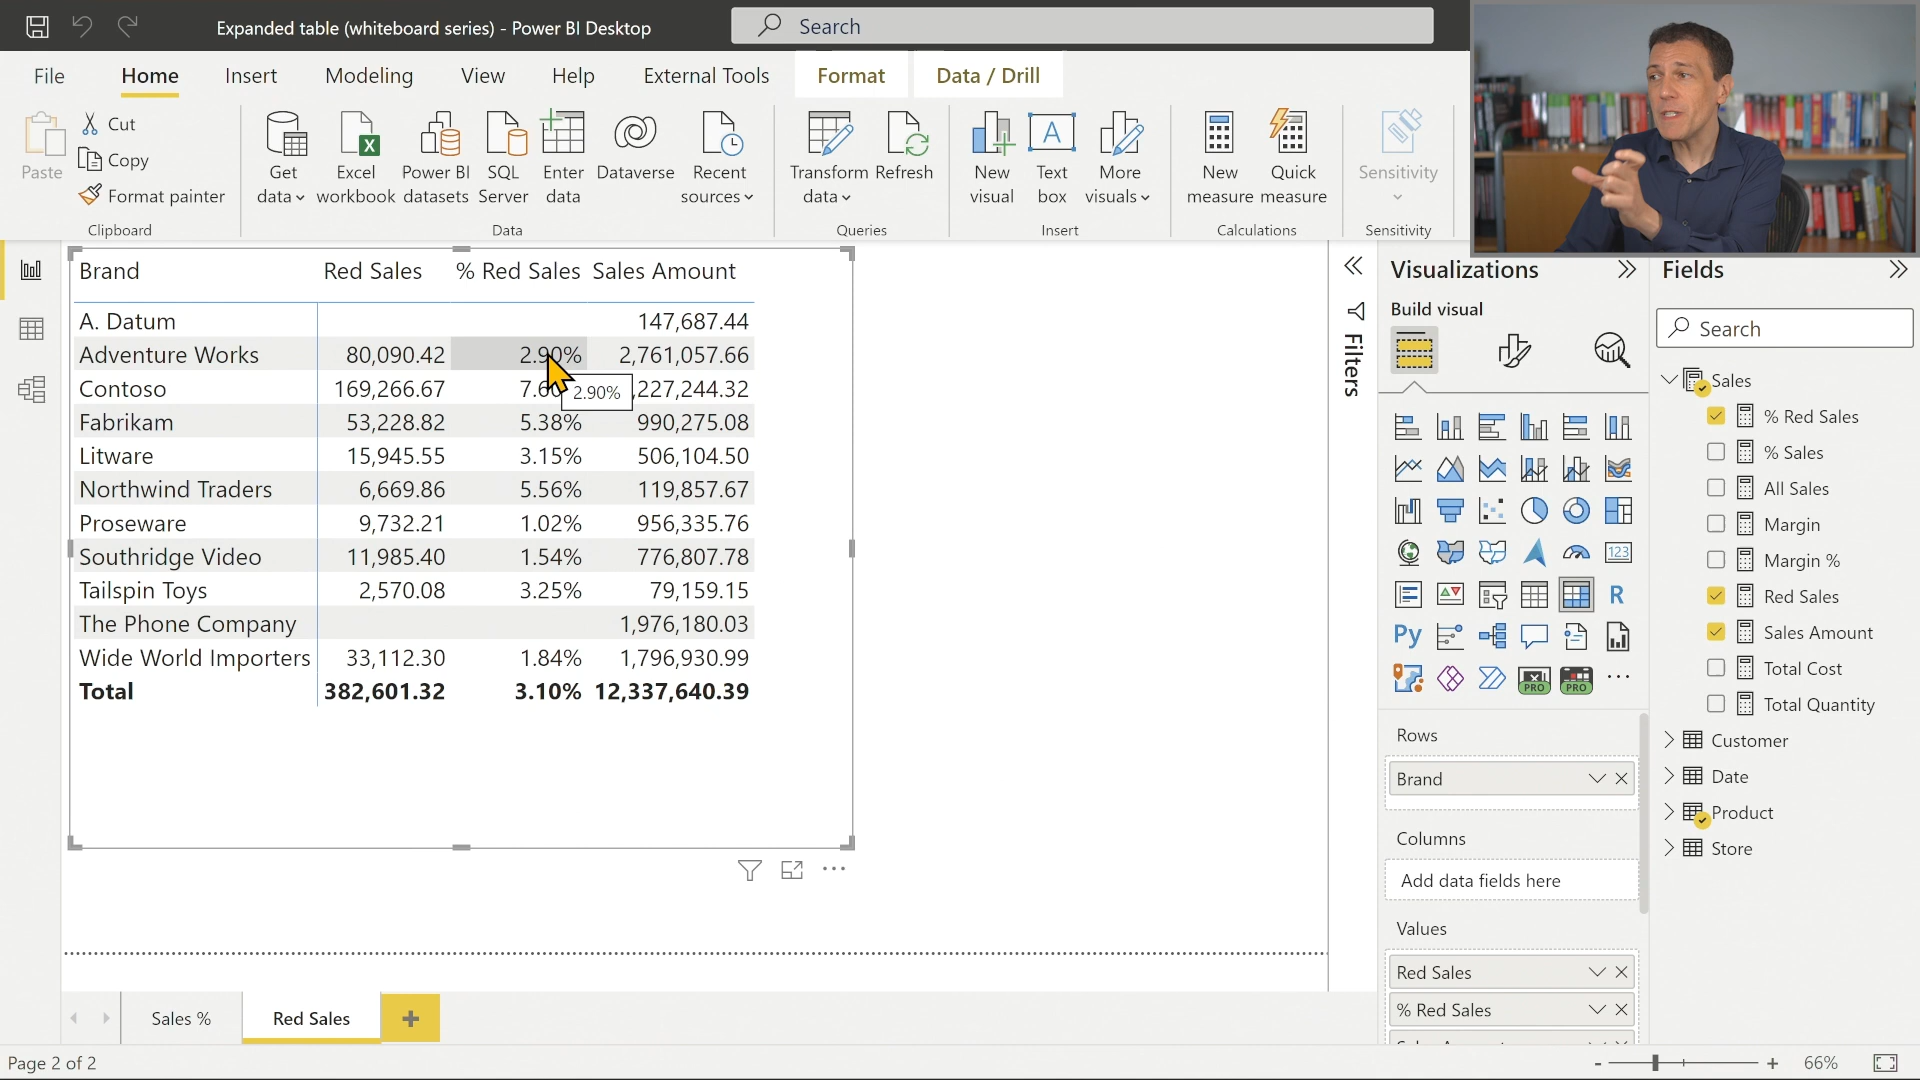 Expanded table (whiteboard series) - Power BI Desktop
Search
File Home Insert Modeling View Help External Tools Format Data / Drill
Paste
Cut
Copy
Format painter
Clipboard
Get data
Excel workbook
Power BI datasets
SQL Server
Enter data
Dataverse
Recent sources
Data
Transform data
Refresh
Queries
New visual
Text box
More visuals
Insert
New measure
Quick measure
Calculations
Sensitivity
Sensitivity
Brand Red Sales % Red Sales Sales Amount
A. Datum 147,687.44
Adventure Works 80,090.42 2.90% 2,761,057.66
Contoso 169,266.67 7.60 ,227,244.32
2.90%
Fabrikam 53,228.82 5.38% 990,275.08
Litware 15,945.55 3.15% 506,104.50
Northwind Traders 6,669.86 5.56% 119,857.67
Proseware 9,732.21 1.02% 956,335.76
Southridge Video 11,985.40 1.54% 776,807.78
Tailspin Toys 2,570.08 3.25% 79,159.15
The Phone Company 1,976,180.03
Wide World Importers 33,112.30 1.84% 1,796,930.99
Total 382,601.32 3.10% 12,337,640.39
Filters
Visualizations
Build visual
123
R
Py
PRO
PRO
Rows
Brand
Columns
Add data fields here
Values
Red Sales
% Red Sales
Fields
Search
Sales
% Red Sales
% Sales
All Sales
Margin
Margin %
Red Sales
Sales Amount
Total Cost
Total Quantity
Customer
Date
Product
Store
Sales %
Red Sales
+
Page 2 of 2
- + 66%